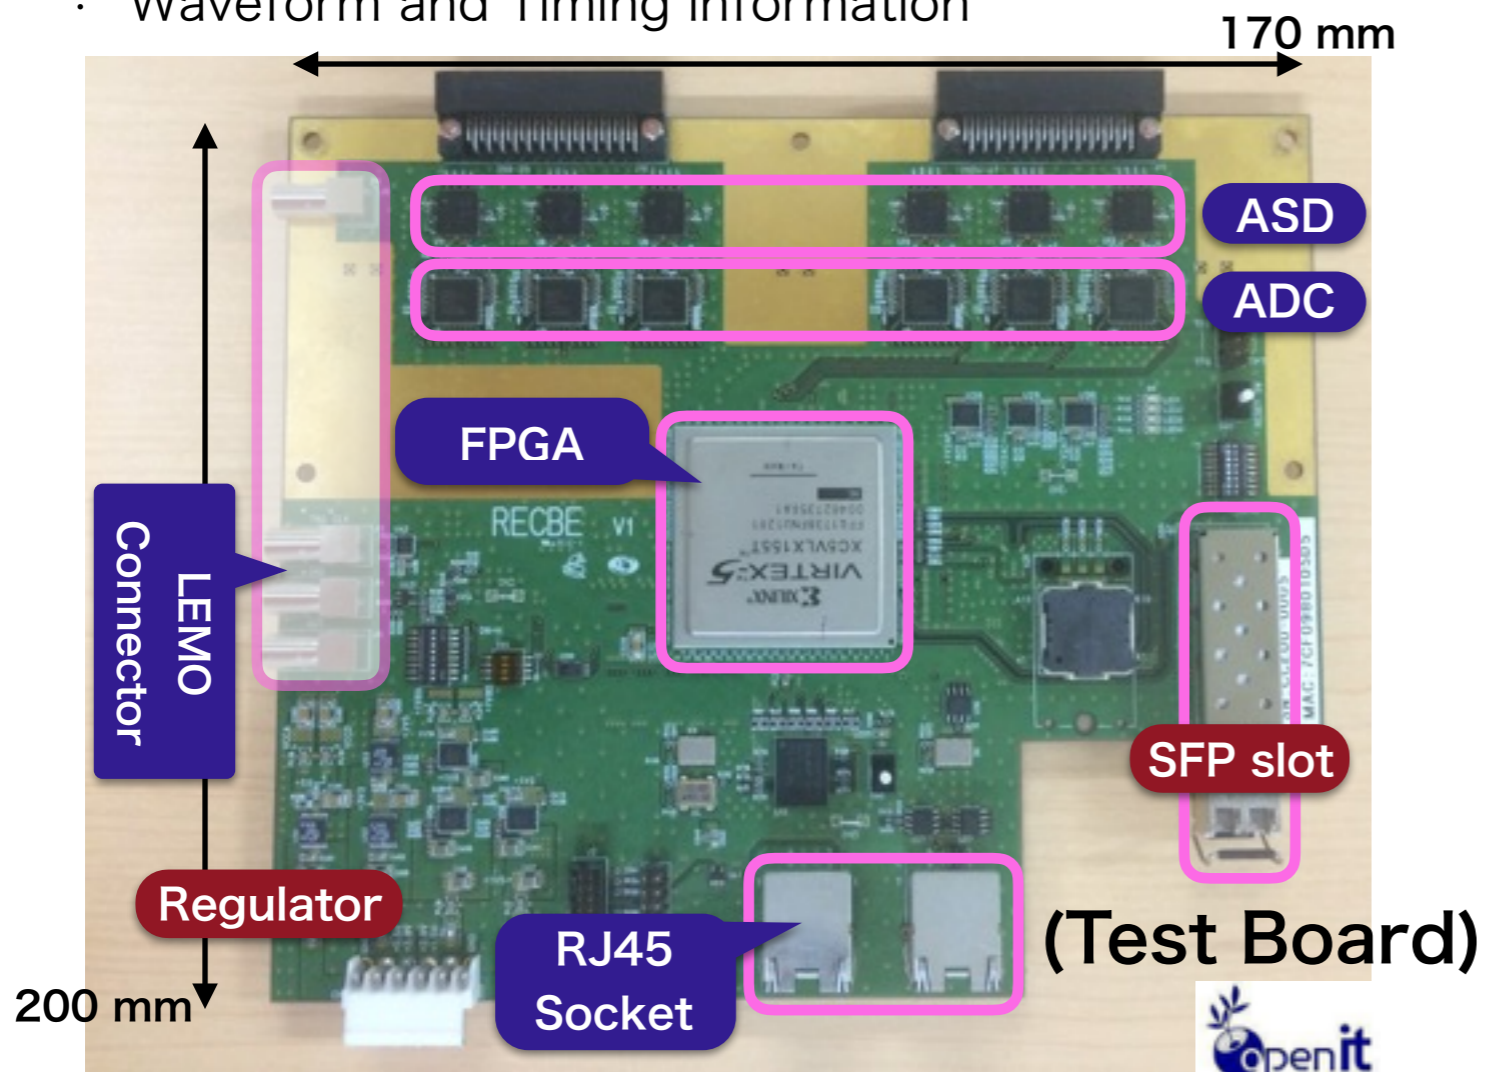 · Waveform and Timing information
170 mm
ASD
ADC
FPGA
RECBE V1
XILINX
VIRTEX-5
XC5VLX155T
LEMO
Connector
SFP slot
Regulator
RJ45
Socket
(Test Board)
200 mm
openit